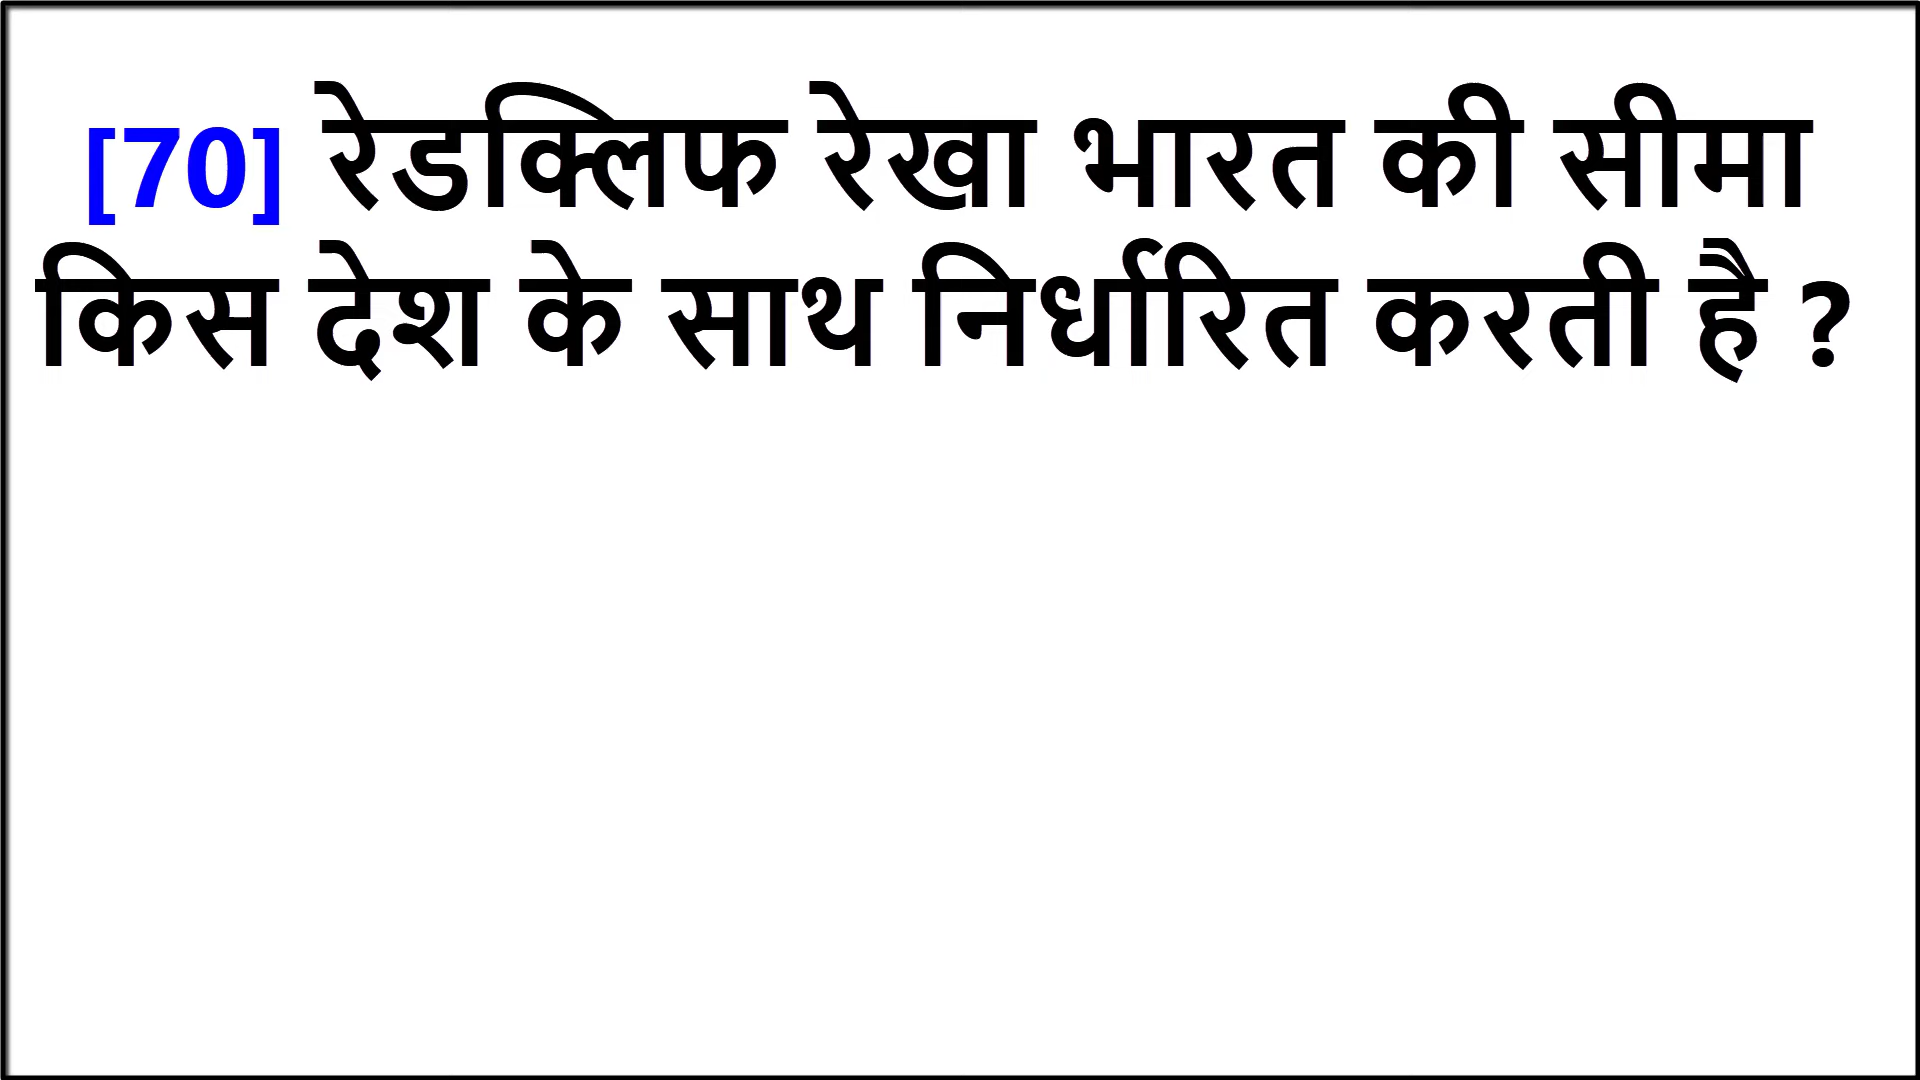 [70] रेडक्लिफ रेखा भारत की सीमा
किस देश के साथ निर्धारित करती है ?